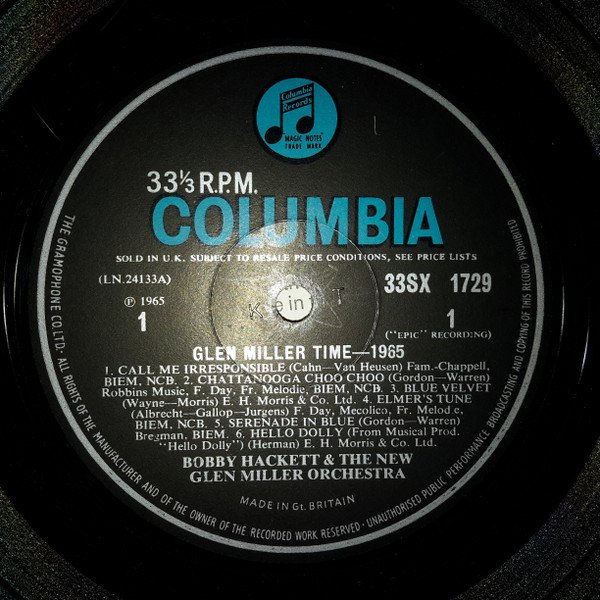 Columbia
Records
MAGIC NOTES
TRADE MARK
33⅓ R.P.M.
COLUMBIA
SOLD IN U.K. SUBJECT TO RESALE PRICE CONDITIONS, SEE PRICE LISTS
(LN.24133A)
33SX 1729
℗ 1965
1
1
("EPIC" RECORDING)
GLEN MILLER TIME—1965
1. CALL ME IRRESPONSIBLE (Cahn—Van Heusen) Fam.-Chappell,
BIEM, NCB. 2. CHATTANOOGA CHOO CHOO (Gordon—Warren)
Robbins Music, F. Day, Fr. Melodie, BIEM, NCB. 3. BLUE VELVET
(Wayne—Morris) E. H. Morris & Co. Ltd. 4. ELMER'S TUNE
(Albrecht—Gallop—Jurgens) F. Day, Mecolico, Fr. Melodie,
BIEM, NCB. 5. SERENADE IN BLUE (Gordon—Warren)
Bregman, BIEM. 6. HELLO DOLLY (From Musical Prod.
"Hello Dolly") (Herman) E. H. Morris & Co. Ltd.
BOBBY HACKETT & THE NEW
GLEN MILLER ORCHESTRA
MADE IN Gt. BRITAIN
THE GRAMOPHONE CO. LTD. · ALL RIGHTS OF THE MANUFACTURER AND OF THE OWNER OF THE RECORDED WORK RESERVED · UNAUTHORISED PUBLIC PERFORMANCE BROADCASTING AND COPYING OF THIS RECORD PROHIBITED